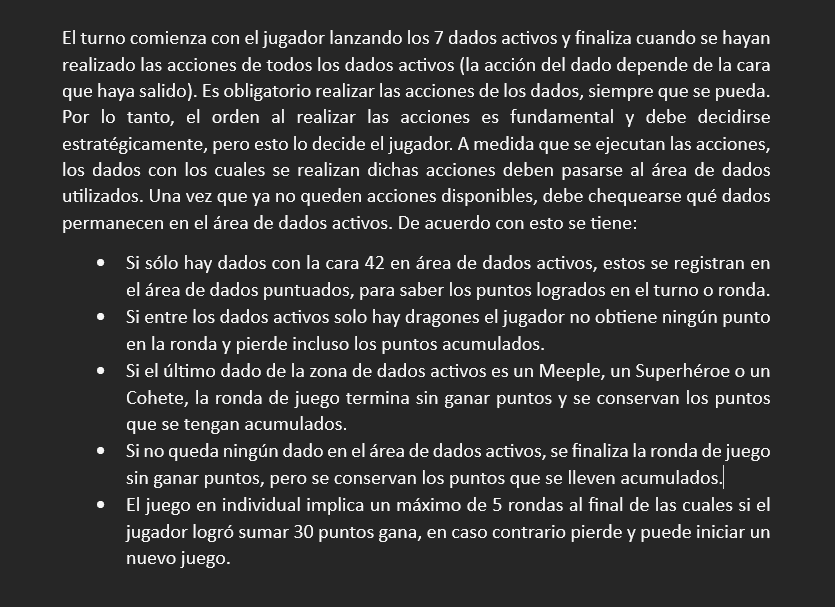 El turno comienza con el jugador lanzando los 7 dados activos y finaliza cuando se hayan
realizado las acciones de todos los dados activos (la acción del dado depende de la cara
que haya salido). Es obligatorio realizar las acciones de los dados, siempre que se pueda.
Por lo tanto, el orden al realizar las acciones es fundamental y debe decidirse
estratégicamente, pero esto lo decide el jugador. A medida que se ejecutan las acciones,
los dados con los cuales se realizan dichas acciones deben pasarse al área de dados
utilizados. Una vez que ya no queden acciones disponibles, debe chequearse qué dados
permanecen en el área de dados activos. De acuerdo con esto se tiene:
• Si sólo hay dados con la cara 42 en área de dados activos, estos se registran en
el área de dados puntuados, para saber los puntos logrados en el turno o ronda.
• Si entre los dados activos solo hay dragones el jugador no obtiene ningún punto
en la ronda y pierde incluso los puntos acumulados.
• Si el último dado de la zona de dados activos es un Meeple, un Superhéroe o un
Cohete, la ronda de juego termina sin ganar puntos y se conservan los puntos
que se tengan acumulados.
• Si no queda ningún dado en el área de dados activos, se finaliza la ronda de juego
sin ganar puntos, pero se conservan los puntos que se lleven acumulados.
• El juego en individual implica un máximo de 5 rondas al final de las cuales si el
jugador logró sumar 30 puntos gana, en caso contrario pierde y puede iniciar un
nuevo juego.